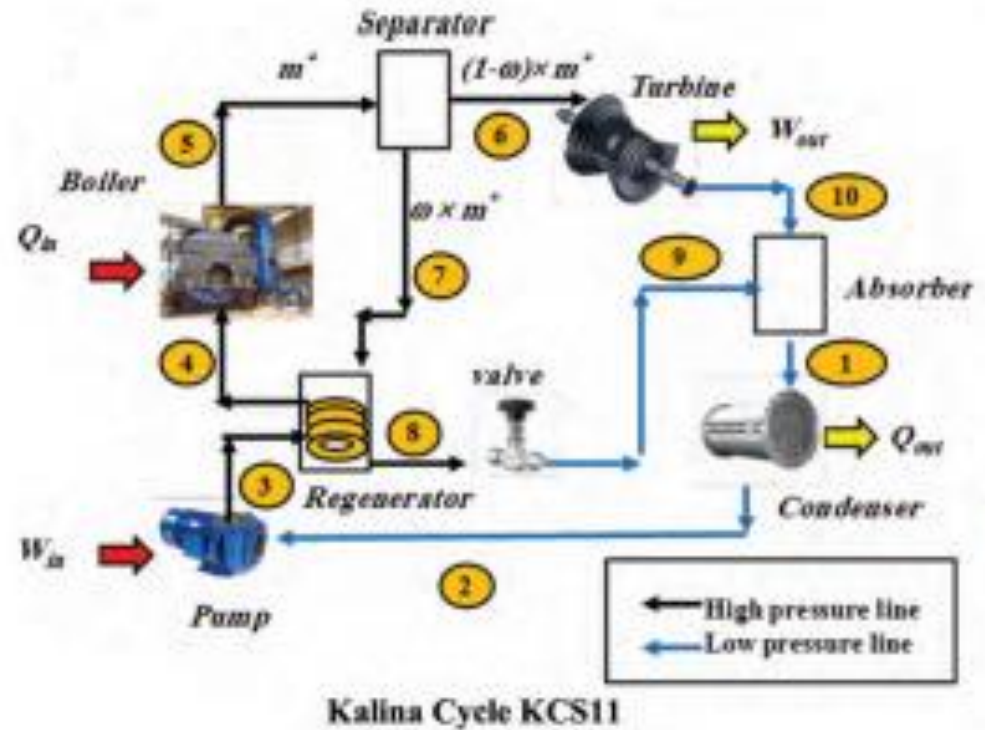 Separator
m⁺
(1-ω)× m⁺
Turbine
5
6
W_out
Boiler
10
ω × m⁺
Q_in
9
7
Absorber
4
valve
1
8
Q_out
3
Regenerator
Condenser
W_in
2
Pump
High pressure line
Low pressure line
Kalina Cycle KCS11